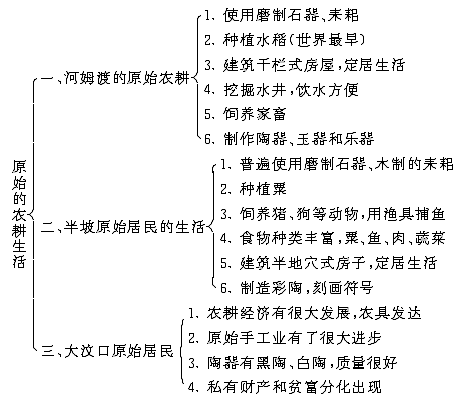 原始的农耕生活
一、河姆渡的原始农耕
1. 使用磨制石器、耒耜
2. 种植水稻(世界最早)
3. 建筑干栏式房屋,定居生活
4. 挖掘水井,饮水方便
5. 饲养家畜
6. 制作陶器、玉器和乐器
二、半坡原始居民的生活
1. 普遍使用磨制石器、木制的耒耜
2. 种植粟
3. 饲养猪、狗等动物,用渔具捕鱼
4. 食物种类丰富,粟、鱼、肉、蔬菜
5. 建筑半地穴式房子,定居生活
6. 制造彩陶,刻画符号
三、大汶口原始居民
1. 农耕经济有很大发展,农具发达
2. 原始手工业有了很大进步
3. 陶器有黑陶、白陶,质量很好
4. 私有财产和贫富分化出现